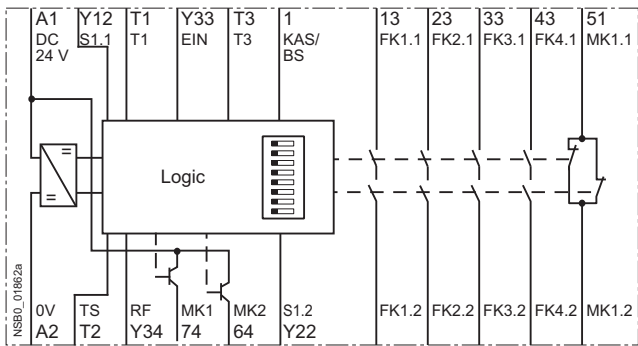 A1 Y12 T1 Y33 T3 1 13 23 33 43 51
DC S1.1 T1 EIN T3 KAS/ FK1.1 FK2.1 FK3.1 FK4.1 MK1.1
24 V BS
=
=
Logic
NSB0_01862a
0V TS RF MK1 MK2 S1.2 FK1.2 FK2.2 FK3.2 FK4.2 MK1.2
A2 T2 Y34 74 64 Y22